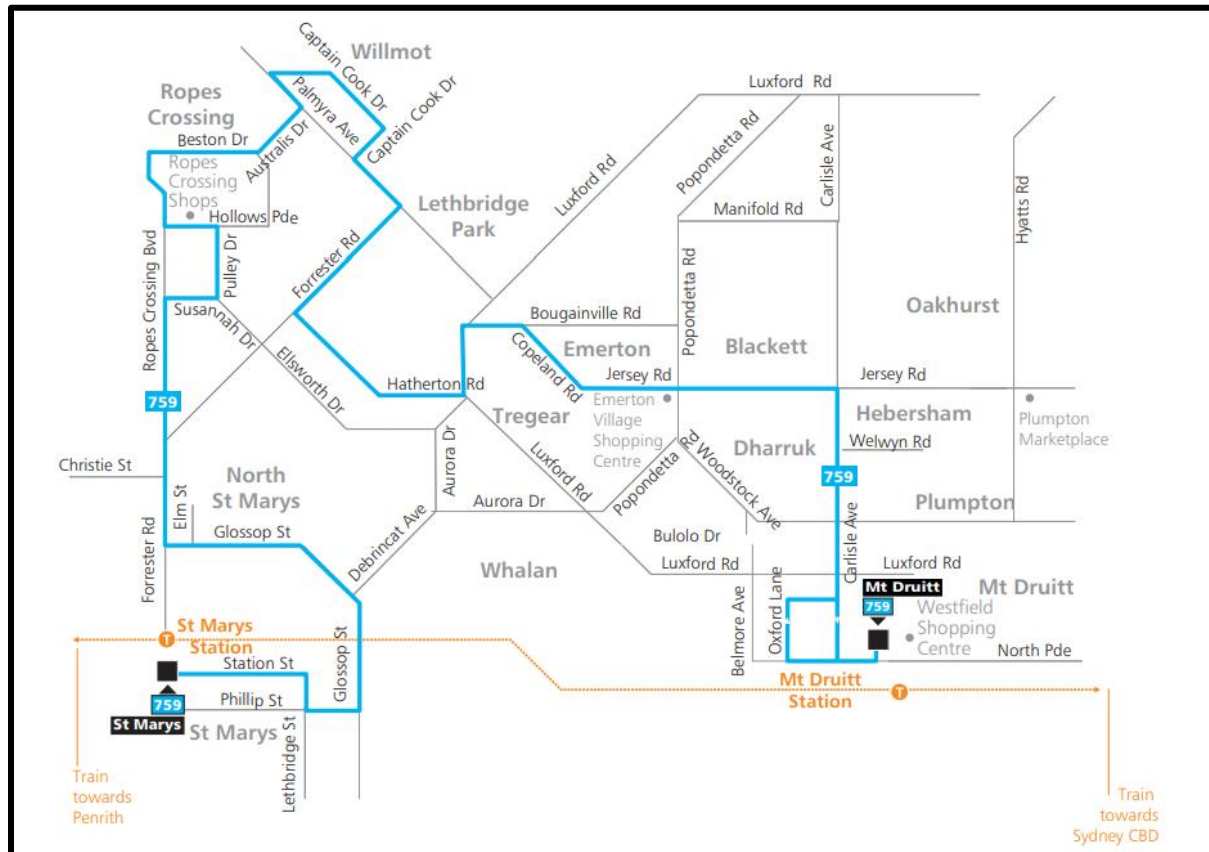 Willmot
Captain Cook Dr
Captain Cook Dr
Palmyra Ave
Ropes
Crossing
Beston Dr
Australis Dr
Ropes
Crossing
Shops
Hollows Pde
Ropes Crossing Bvd
Pulley Dr
Susannah Dr
Forrester Rd
Lethbridge
Park
Luxford Rd
Luxford Rd
Popondetta Rd
Carlisle Ave
Manifold Rd
Hyatts Rd
Popondetta Rd
Oakhurst
Bougainville Rd
Emerton
Blackett
Copeland Rd
Jersey Rd
Jersey Rd
Ellsworth Dr
Hatherton Rd
Tregear
Emerton
Village
Shopping
Centre
Hebersham
Plumpton
Marketplace
759
Dharruk
Welwyn Rd
Christie St
North
St Marys
Aurora Dr
Luxford Rd
Popondetta Rd
Woodstock Ave
759
Plumpton
Elm St
Glossop St
Aurora Dr
Debrincat Ave
Bulolo Dr
Carlisle Ave
Forrester Rd
Whalan
Luxford Rd
Luxford Rd
Mt Druitt
Mt Druitt
759
Westfield
Shopping
Centre
Belmore Ave
Oxford Lane
North Pde
T
St Marys
Station
Station St
Glossop St
Mt Druitt
Station
T
759
St Marys
Phillip St
St Marys
Lethbridge St
Train
towards
Penrith
Train
towards
Sydney CBD